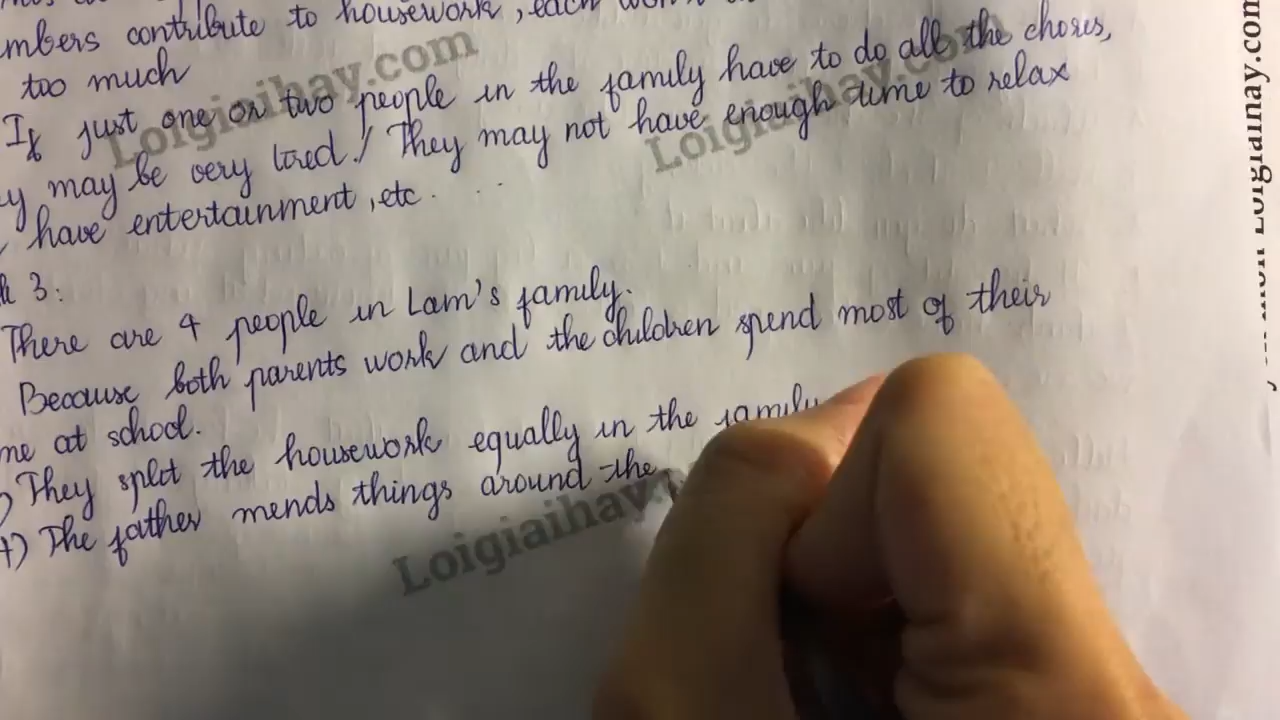 mbers contribute to housework, each won't
too much
If just one or two people in the family have to do all the chores,
y may be very tired./ They may not have enough time to relax
, have entertainment, etc. . . .
k 3:
There are 4 people in Lam's family.
Because both parents work and the children spend most of their
me at school.
) They split the housework equally in the family
4) The father mends things around the
Loigiaihay.com
Loigiaihay.com
Loigiaihay.
Loigiaihay.com